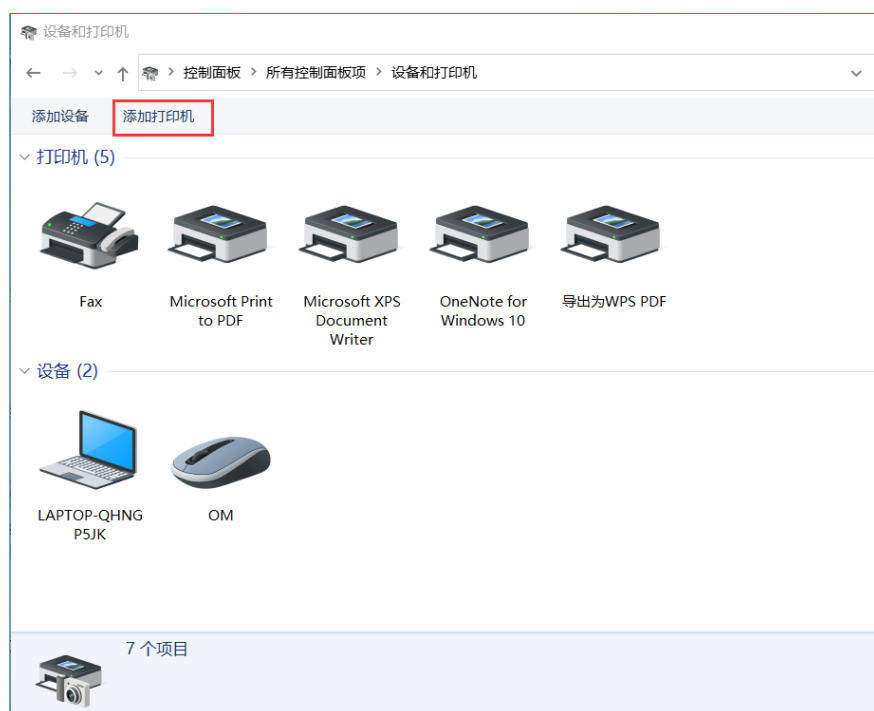 设备和打印机
控制面板 > 所有控制面板项 > 设备和打印机
添加设备 添加打印机
打印机 (5)
Fax
Microsoft Print
to PDF
Microsoft XPS
Document
Writer
OneNote for
Windows 10
导出为WPS PDF
设备 (2)
LAPTOP-QHNG
P5JK
OM
7 个项目